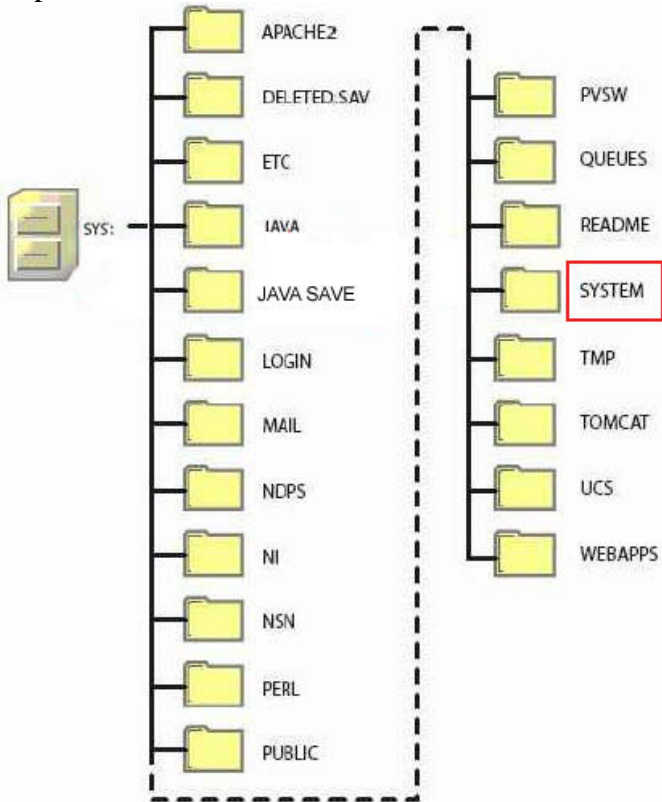 SYS:
APACHE2
DELETED.SAV
ETC
JAVA
JAVA SAVE
LOGIN
MAIL
NDPS
NI
NSN
PERL
PUBLIC
PVSW
QUEUES
README
SYSTEM
TMP
TOMCAT
UCS
WEBAPPS